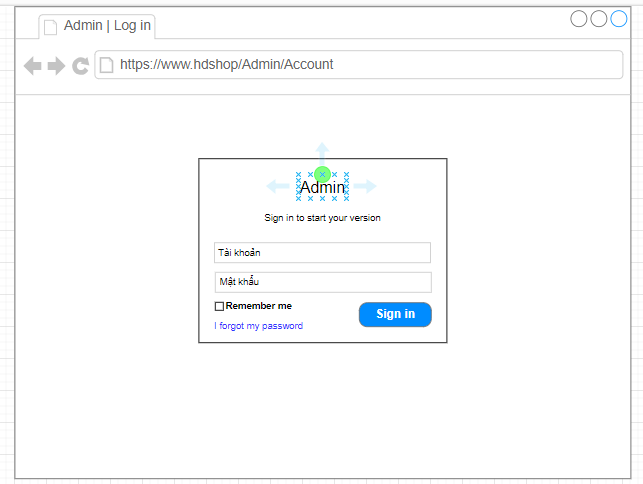 Admin | Log in
https://www.hdshop/Admin/Account
Admin
Sign in to start your version
Tài khoản
Mật khẩu
Remember me
Sign in
I forgot my password